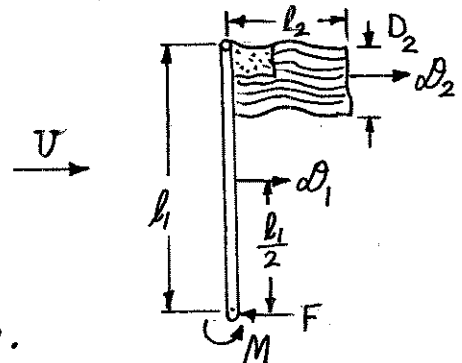 l₂
D₂
𝒟₂
U
𝒟₁
l₁
l₁/2
F
M